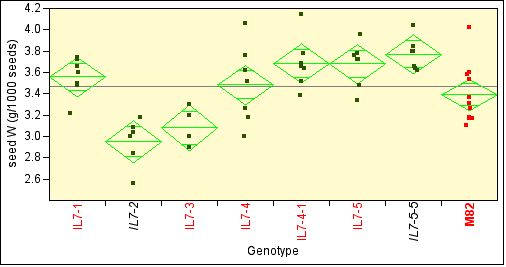 4.2
4.0
3.8
3.6
3.4
3.2
3.0
2.8
2.6
seed W (g/1000 seeds)
IL7-1
IL7-2
IL7-3
IL7-4
IL7-4-1
IL7-5
IL7-5-5
M82
Genotype